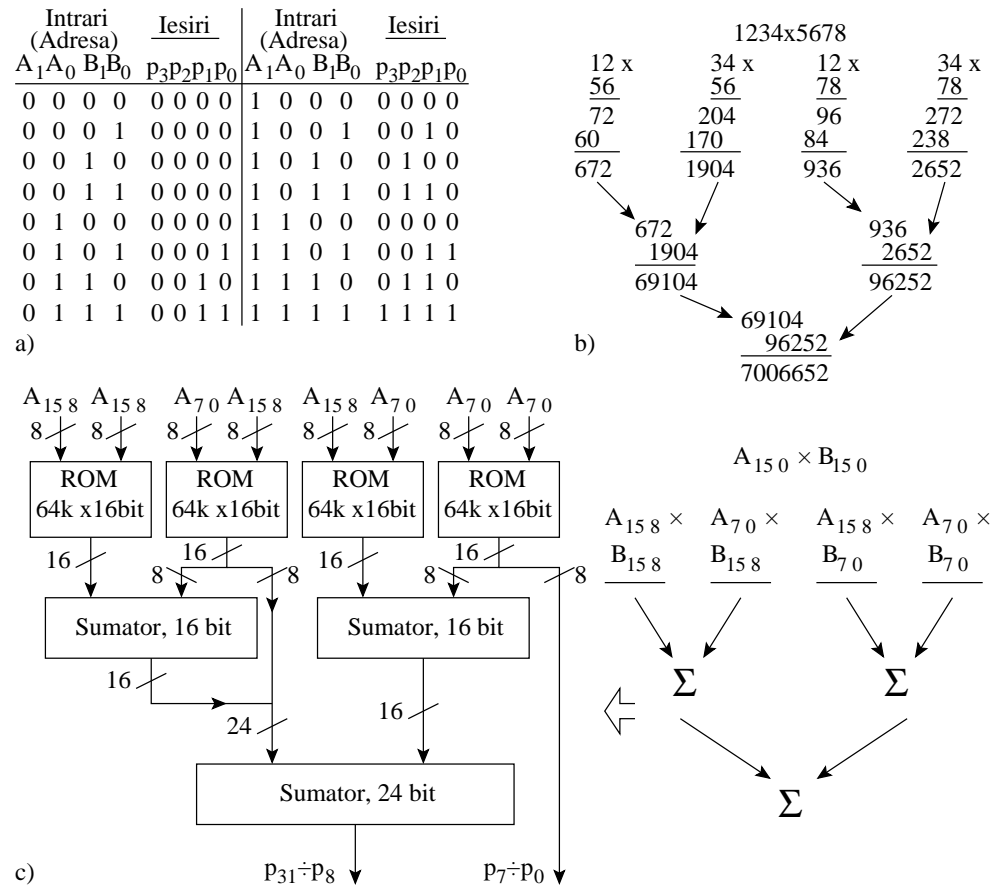 Intrari Iesiri Intrari Iesiri
(Adresa) (Adresa)
A1A0 B1B0 p3p2p1p0 A1A0 B1B0 p3p2p1p0
0 0 0 0 0 0 0 0 1 0 0 0 0 0 0 0
0 0 0 1 0 0 0 0 1 0 0 1 0 0 1 0
0 0 1 0 0 0 0 0 1 0 1 0 0 1 0 0
0 0 1 1 0 0 0 0 1 0 1 1 0 1 1 0
0 1 0 0 0 0 0 0 1 1 0 0 0 0 0 0
0 1 0 1 0 0 0 1 1 1 0 1 0 0 1 1
0 1 1 0 0 0 1 0 1 1 1 0 0 1 1 0
0 1 1 1 0 0 1 1 1 1 1 1 1 1 1 1
a)
1234x5678
12 x 34 x 12 x 34 x
56 56 78 78
72 204 96 272
60 170 84 238
672 1904 936 2652
672 936
1904 2652
69104 96252
69104
96252
7006652
b)
A15 8 A15 8 A7 0 A15 8 A15 8 A7 0 A7 0 A7 0
8 8 8 8 8 8 8 8
ROM ROM ROM ROM
64k x16bit 64k x16bit 64k x16bit 64k x16bit
16 16 16 16
8 8 8 8
Sumator, 16 bit Sumator, 16 bit
16 16
24
Sumator, 24 bit
p31÷p8 p7÷p0
c)
A15 0 × B15 0
A15 8 × A7 0 × A15 8 × A7 0 ×
B15 8 B15 8 B7 0 B7 0
Σ Σ
Σ